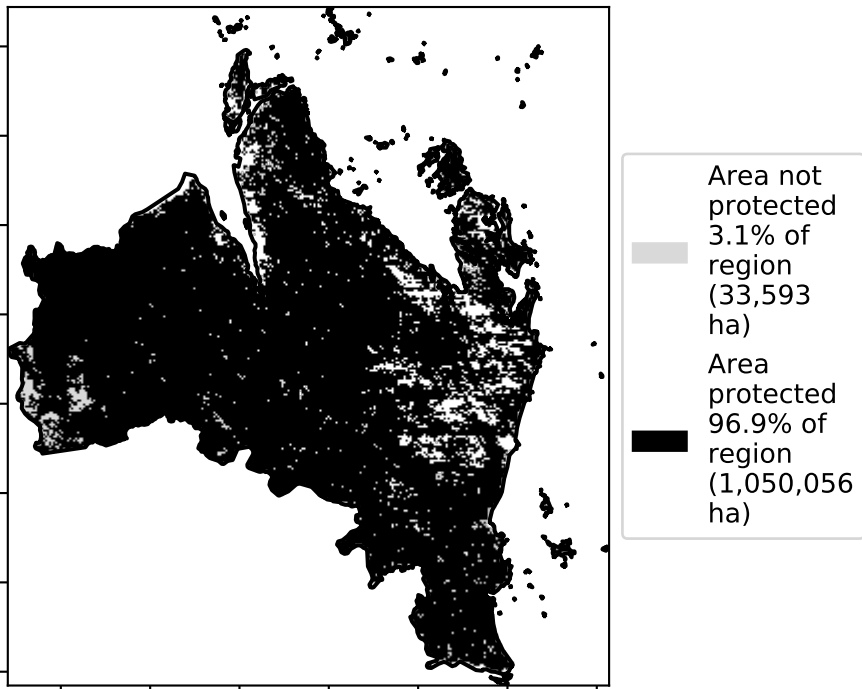 Area not
protected
3.1% of
region
(33,593
ha)
Area
protected
96.9% of
region
(1,050,056
ha)